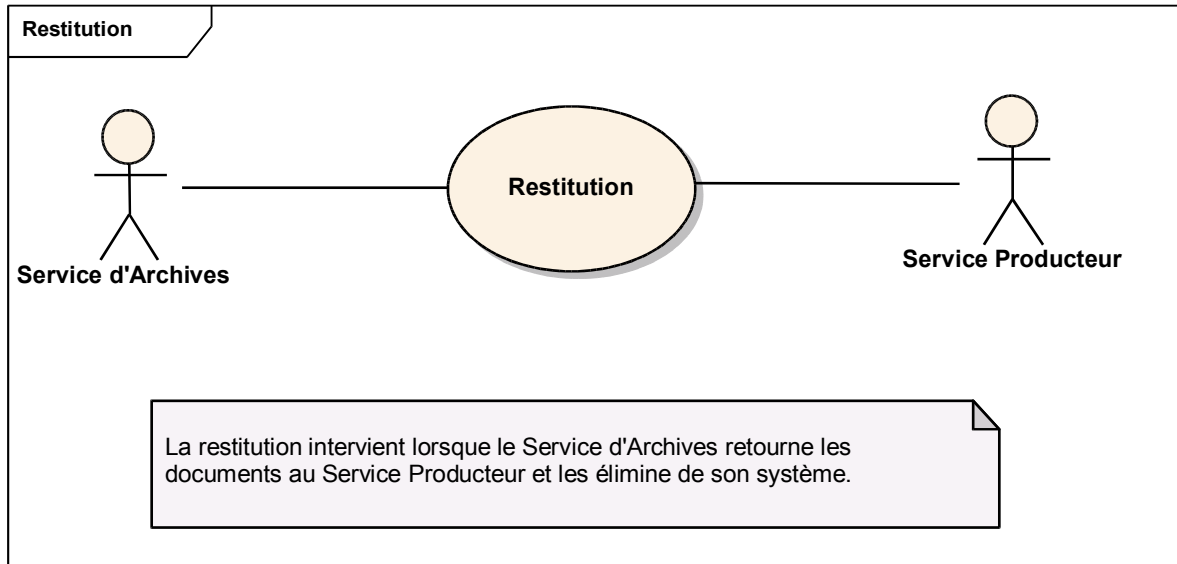 Restitution
Restitution
Service d'Archives
Service Producteur
La restitution intervient lorsque le Service d'Archives retourne les
documents au Service Producteur et les élimine de son système.